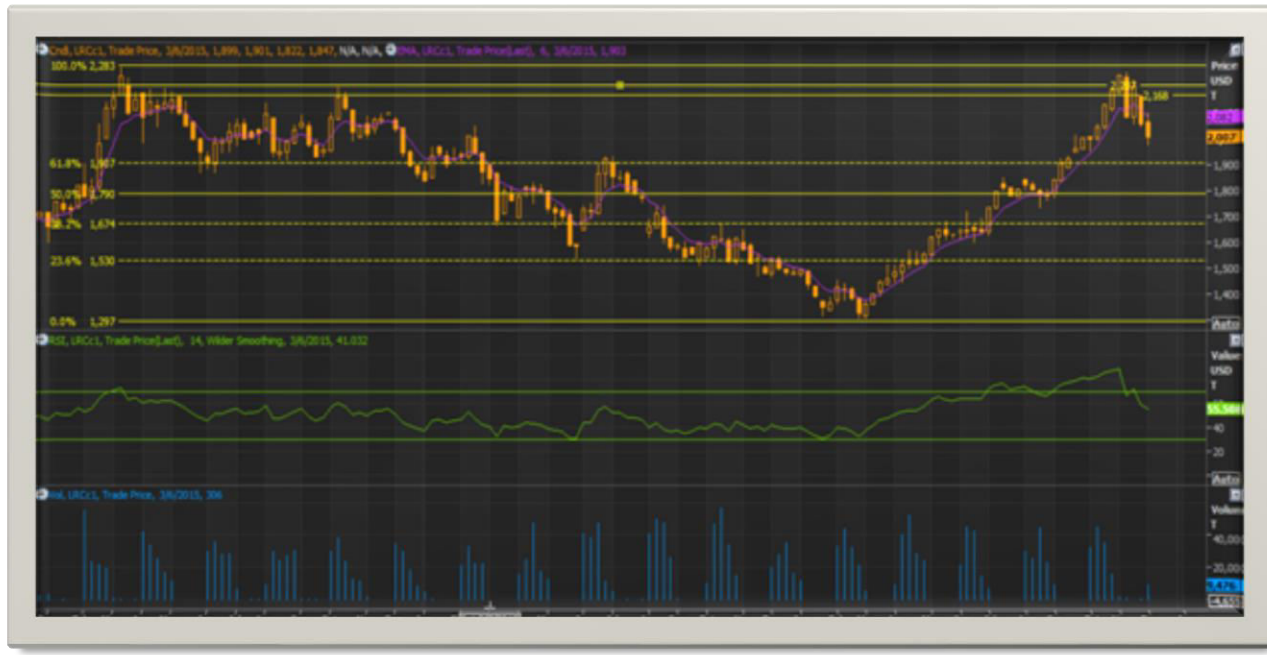 Cndl, LRCc1, Trade Price, 3/6/2015, 1,899, 1,901, 1,822, 1,847, N/A, N/A, LRCc1, Trade Price(Last), 6, 3/6/2015, 1,903
100.0% 2,283
Price
USD
T
2,168
2,007
61.8% 1,907
1,900
50.0% 1,790
1,800
1,700
38.2% 1,674
1,600
23.6% 1,530
1,500
1,400
0.0% 1,297
Auto
RSI, LRCc1, Trade Price(Last), 14, Wilder Smoothing, 3/6/2015, 41.032
Value
USD
T
40
20
Auto
Vol, LRCc1, Trade Price, 3/6/2015, 306
Volume
T
40,000
20,000